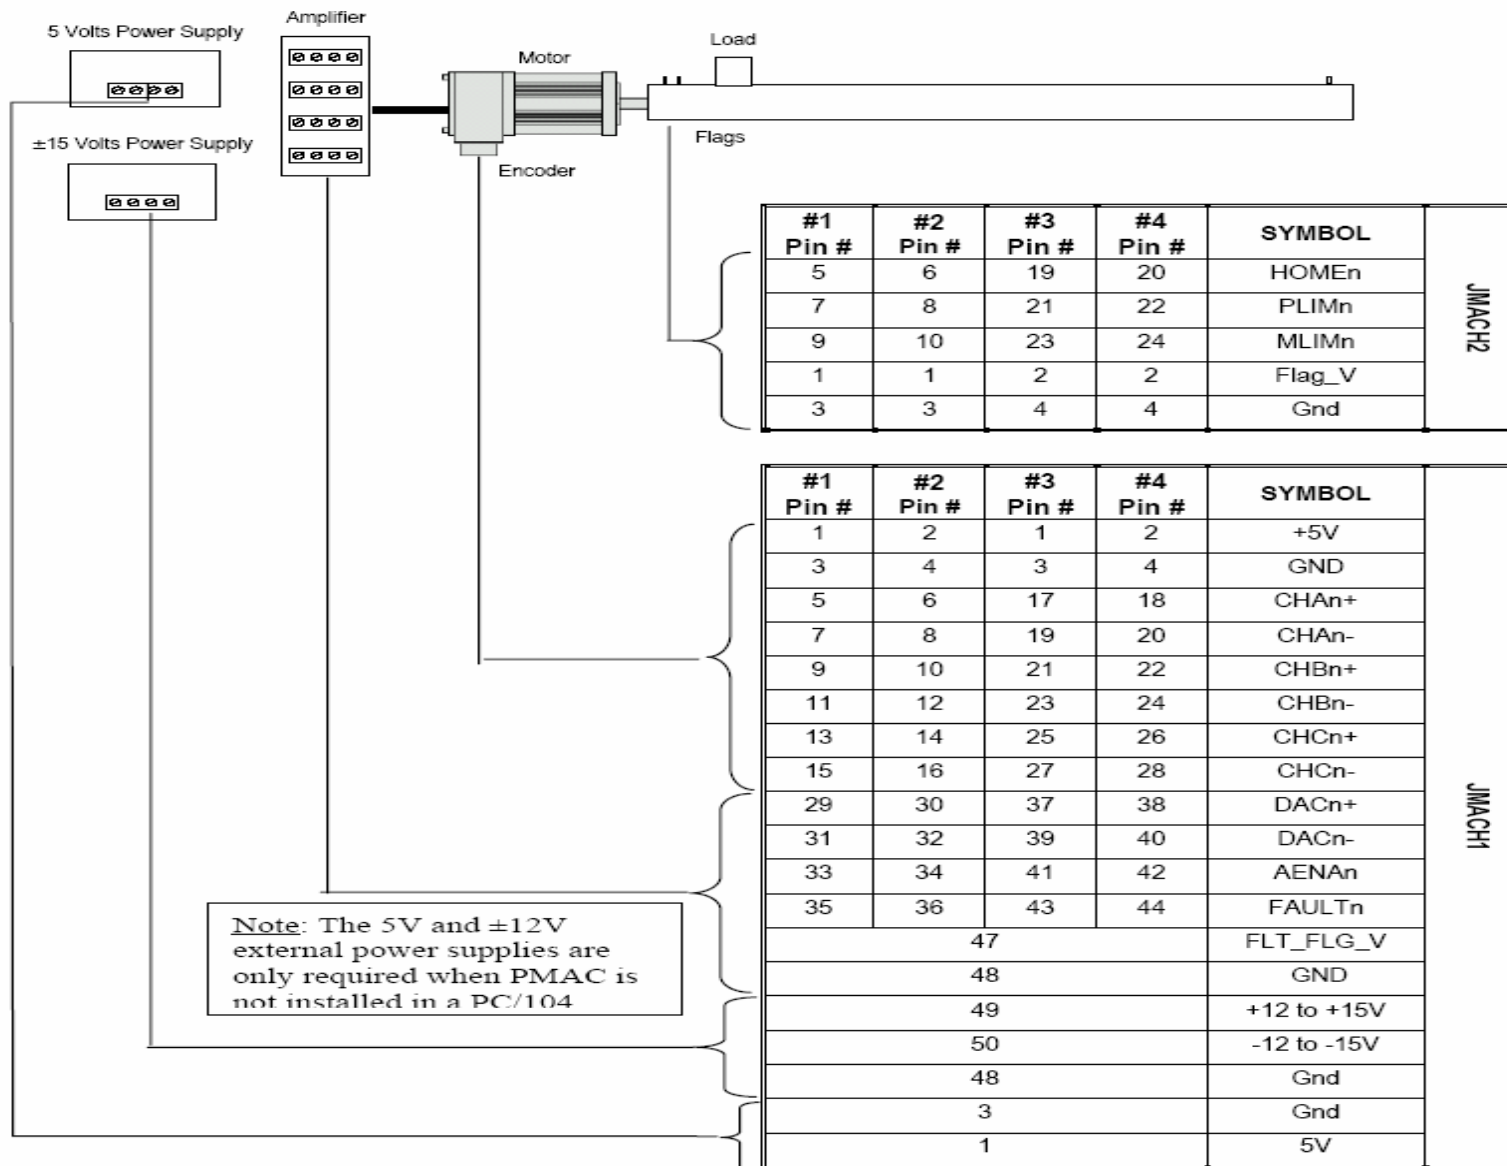 5 Volts Power Supply
Amplifier
Motor
Load
±15 Volts Power Supply
Flags
Encoder
#1 Pin # #2 Pin # #3 Pin # #4 Pin # SYMBOL
5 6 19 20 HOMEn
7 8 21 22 PLIMn
9 10 23 24 MLIMn
1 1 2 2 Flag_V
3 3 4 4 Gnd
JMACH2
#1 Pin # #2 Pin # #3 Pin # #4 Pin # SYMBOL
1 2 1 2 +5V
3 4 3 4 GND
5 6 17 18 CHAn+
7 8 19 20 CHAn-
9 10 21 22 CHBn+
11 12 23 24 CHBn-
13 14 25 26 CHCn+
15 16 27 28 CHCn-
29 30 37 38 DACn+
31 32 39 40 DACn-
33 34 41 42 AENAn
35 36 43 44 FAULTn
47 FLT_FLG_V
48 GND
49 +12 to +15V
50 -12 to -15V
48 Gnd
3 Gnd
1 5V
JMACH1
Note: The 5V and ±12V
external power supplies are
only required when PMAC is
not installed in a PC/104